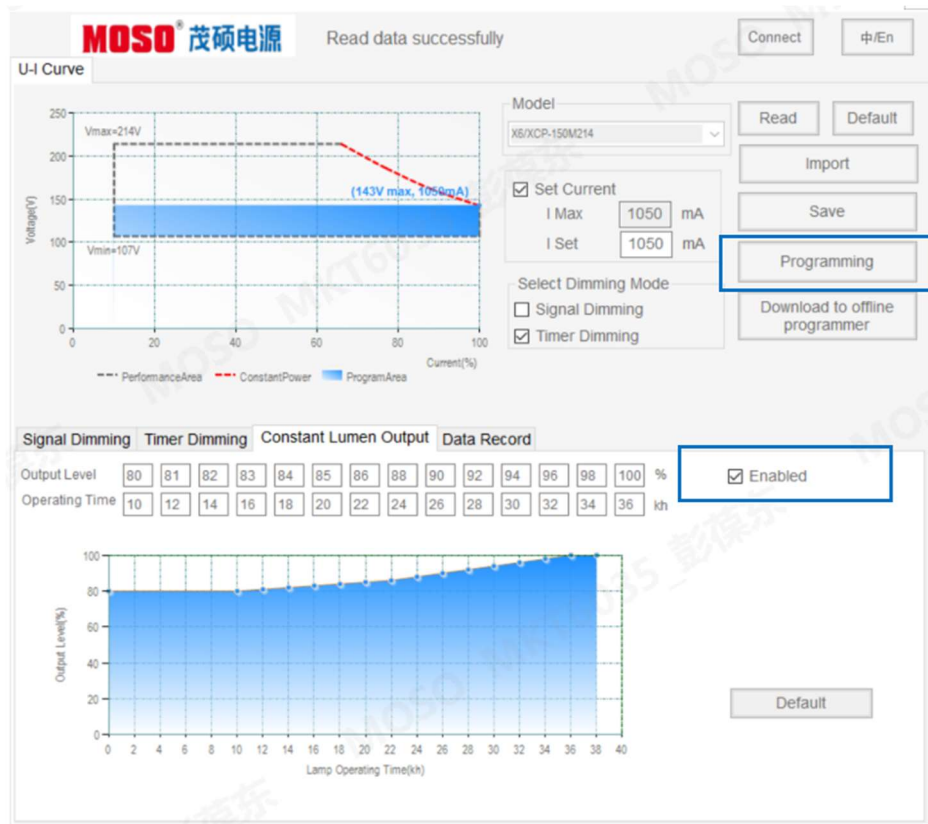 MOSO® 茂硕电源
Read data successfully
Connect
中/En
U-I Curve
250
200
150
100
50
0
Voltage(V)
Vmax=214V
(143V max, 1050mA)
Vmin=107V
0 20 40 60 80 100
Current(%)
PerformanceArea ConstantPower ProgramArea
Model
X6/XCP-150M214
Set Current
I Max 1050 mA
I Set 1050 mA
Select Dimming Mode
Signal Dimming
Timer Dimming
Read
Default
Import
Save
Programming
Download to offline
programmer
Signal Dimming Timer Dimming Constant Lumen Output Data Record
Output Level 80 81 82 83 84 85 86 88 90 92 94 96 98 100 %
Operating Time 10 12 14 16 18 20 22 24 26 28 30 32 34 36 kh
Enabled
100
80
60
40
20
0
Output Level(%)
0 2 4 6 8 10 12 14 16 18 20 22 24 26 28 30 32 34 36 38 40
Lamp Operating Time(kh)
Default